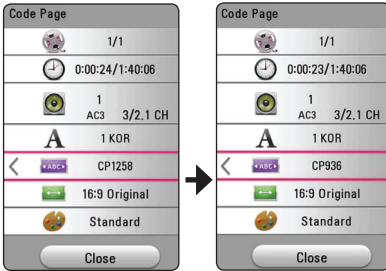 Code Page
1/1
0:00:24/1:40:06
1
AC3 3/2.1 CH
A
1 KOR
ABC
CP1258
16:9 Original
Standard
Close
Code Page
1/1
0:00:23/1:40:06
1
AC3 3/2.1 CH
A
1 KOR
ABC
CP936
16:9 Original
Standard
Close